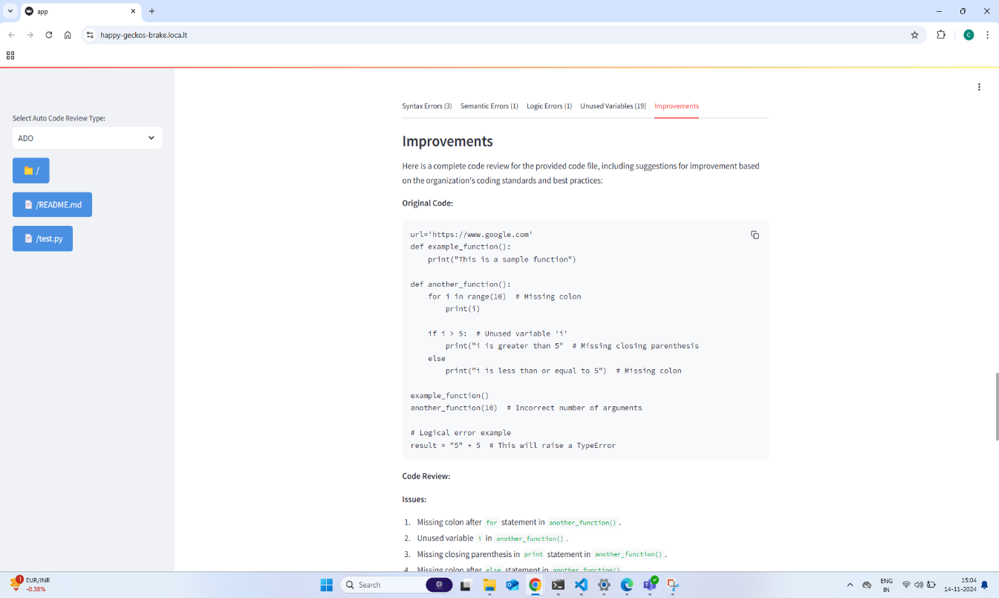 app
happy-geckos-brake.loca.lt
C
Select Auto Code Review Type:
ADO
/
/README.md
/test.py
Syntax Errors (3) Semantic Errors (1) Logic Errors (1) Unused Variables (19) Improvements
Improvements
Here is a complete code review for the provided code file, including suggestions for improvement based
on the organization's coding standards and best practices:
Original Code:
url='https://www.google.com'
def example_function():
    print("This is a sample function")
def another_function():
    for i in range(10)  # Missing colon
        print(i)
    if i > 5:  # Unused variable 'i'
        print("i is greater than 5"  # Missing closing parenthesis
    else
        print("i is less than or equal to 5")  # Missing colon
example_function()
another_function(10)  # Incorrect number of arguments
# Logical error example
result = "5" + 5  # This will raise a TypeError
Code Review:
Issues:
1. Missing colon after for statement in another_function() .
2. Unused variable i in another_function() .
3. Missing closing parenthesis in print statement in another_function() .
4. Missing colon after else statement in another_function()
1
EUR/INR
-0.38%
Search
ENG
IN
15:04
14-11-2024